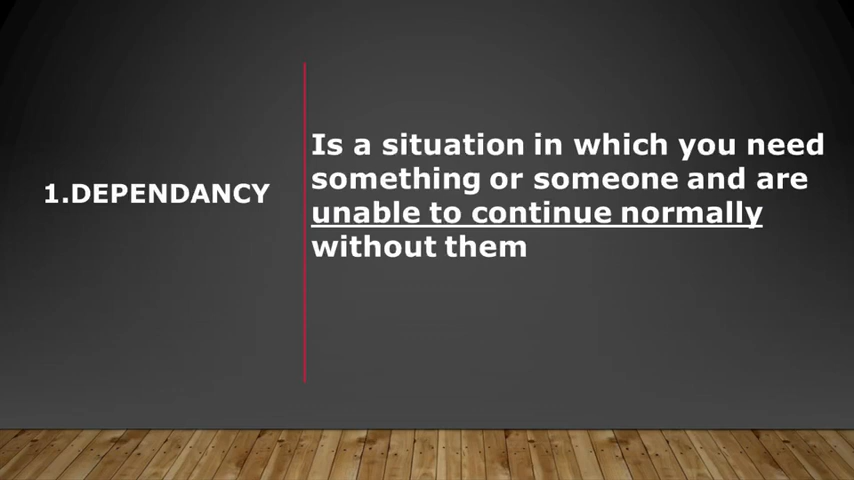 1.DEPENDANCY
Is a situation in which you need
something or someone and are
unable to continue normally
without them